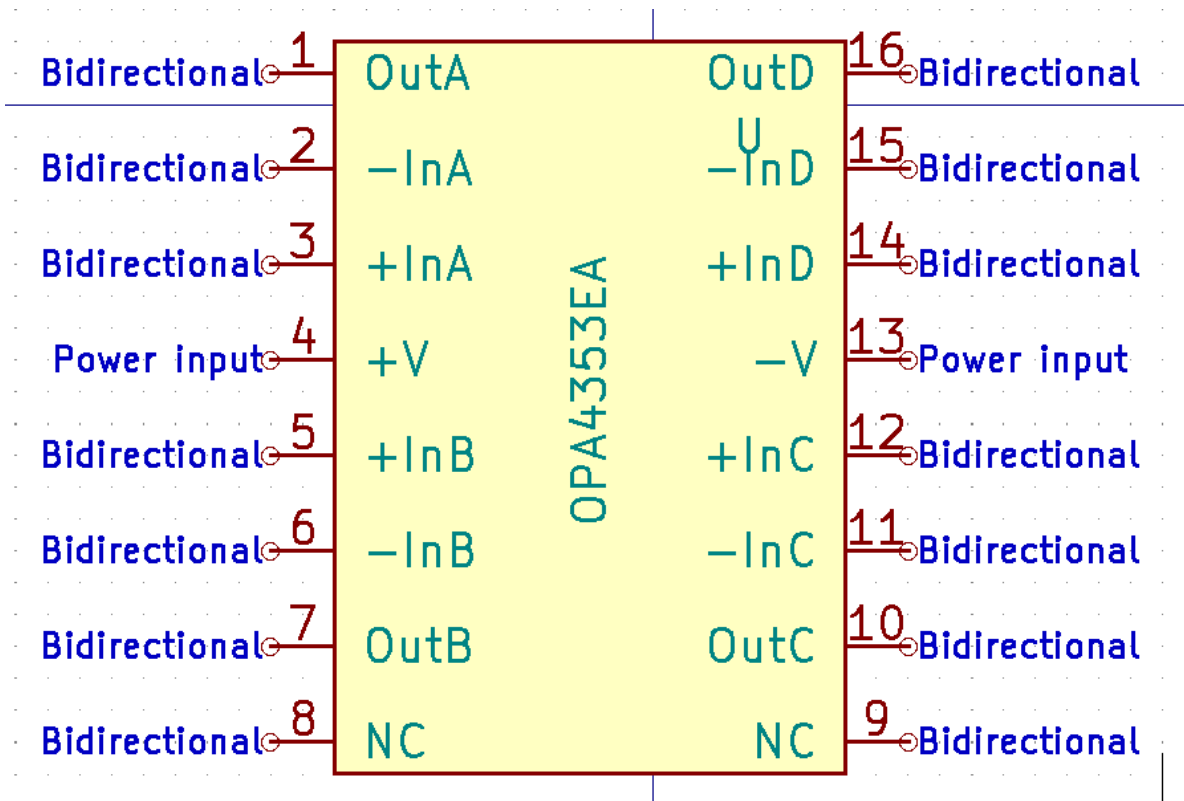 Bidirectional 1 OutA OutD 16 Bidirectional
U
Bidirectional 2 -InA -InD 15 Bidirectional
Bidirectional 3 +InA +InD 14 Bidirectional
Power input 4 +V -V 13 Power input
OPA4353EA
Bidirectional 5 +InB +InC 12 Bidirectional
Bidirectional 6 -InB -InC 11 Bidirectional
Bidirectional 7 OutB OutC 10 Bidirectional
Bidirectional 8 NC NC 9 Bidirectional